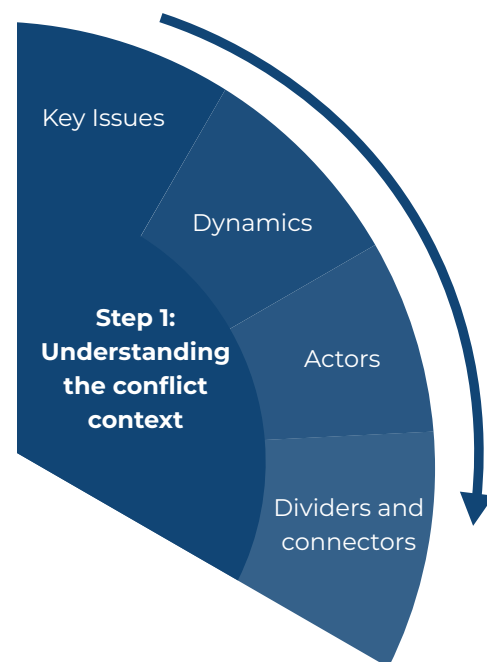 Key Issues
Dynamics
Step 1:
Understanding
the conflict
context
Actors
Dividers and
connectors